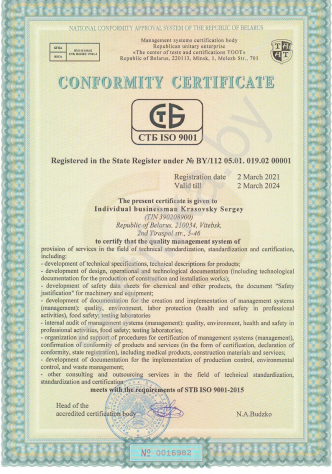 NATIONAL CONFORMITY APPROVAL SYSTEM OF THE REPUBLIC OF BELARUS
Management systems certification body
Republican unitary enterprise
«The center of tests and certifications TOOT»
Republic of Belarus, 220113, Minsk, 1, Melezh Str., 701
CONFORMITY CERTIFICATE
СТБ
СТБ ISO 9001
Registered in the State Register under № BY/112 05.01. 019.02 00001
Registration date 2 March 2021
Valid till 2 March 2024
The present certificate is given to
Individual businessman Krasovsky Sergey
(TIN 390208900)
Republic of Belarus, 210034, Vitebsk,
2nd Tiraspol str., 5-46
to certify that the quality management system of
provision of services in the field of technical standardization, standardization and certification,
including:
- development of technical specifications, technical descriptions for products;
- development of design, operational and technological documentation (including technological
documentation for the production of construction and installation works);
- development of safety data sheets for chemical and other products, the document "Safety
justification" for machinery and equipment;
- development of documentation for the creation and implementation of management systems
(management): quality, environment, labor protection (health and safety in professional
activities), food safety; testing laboratories
- internal audit of management systems (management): quality, environment, health and safety in
professional activities, food safety; testing laboratories;
- organization and support of procedures for certification of management systems (management),
confirmation of conformity of products and services (in the form of certification, declaration of
conformity, state registration), including medical products, construction materials and services;
- development of documentation for the implementation of production control, environmental
control, and waste management;
- other consulting and outsourcing services in the field of technical standardization,
standardization and certification
meets with the requirements of STB ISO 9001-2015
Head of the
accredited certification body
N.A.Budzko
№ 0016982